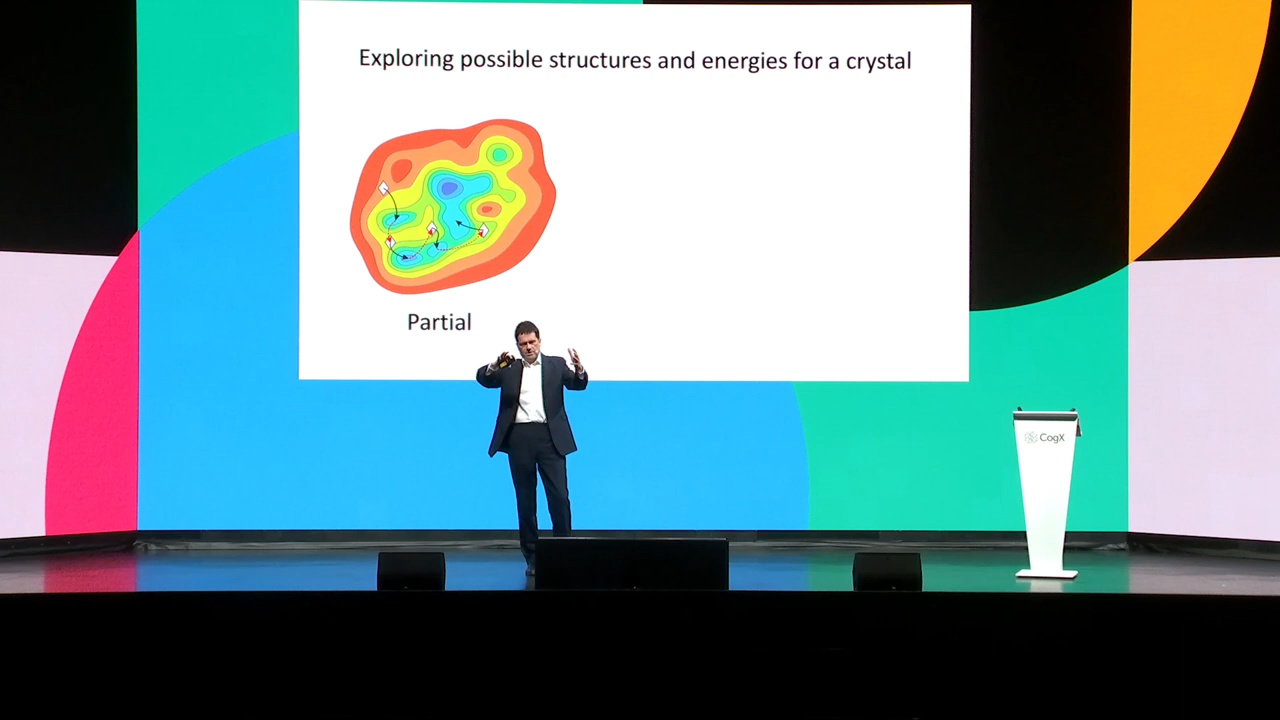 Exploring possible structures and energies for a crystal
Partial
CogX